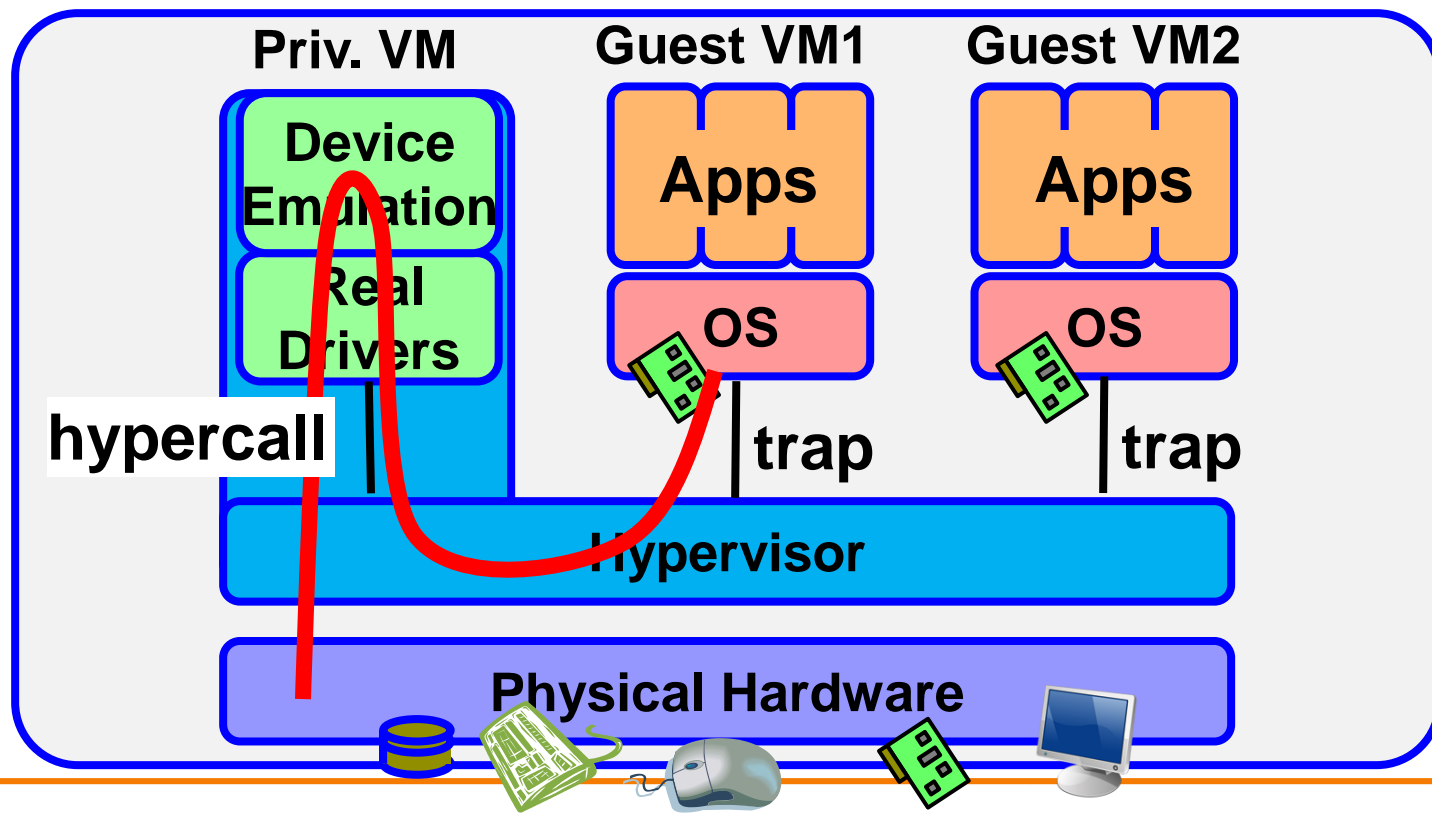 Priv. VM
Guest VM1
Guest VM2
Device
Emulation
Real
Drivers
Apps
Apps
OS
OS
hypercall
trap
trap
Hypervisor
Physical Hardware